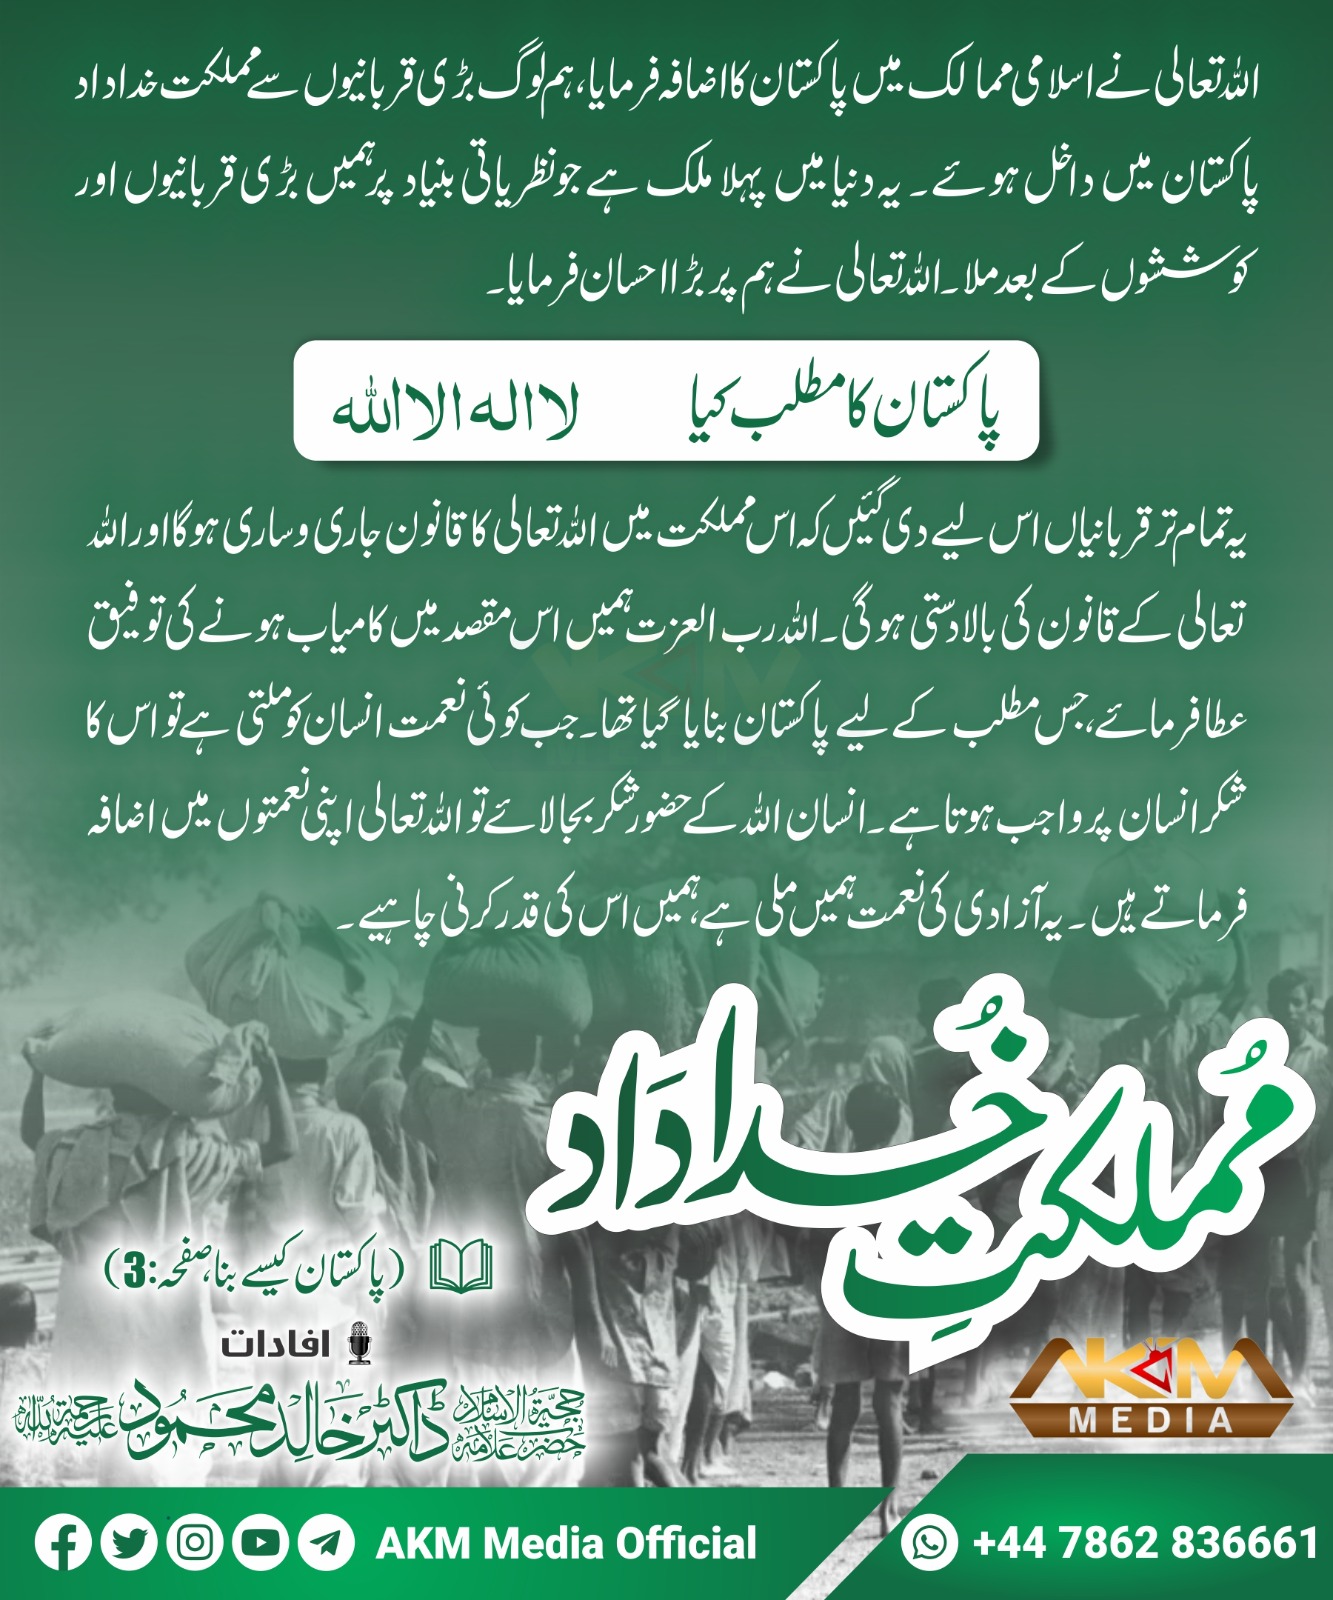 اللہ تعالی نے اسلامی ممالک میں پاکستان کا اضافہ فرمایا، ہم لوگ بڑی قربانیوں سے مملکت خداداد
پاکستان میں داخل ہوئے۔ یہ دنیا میں پہلا ملک ہے جو نظریاتی بنیاد پر ہمیں بڑی قربانیوں اور
کوششوں کے بعد ملا۔ اللہ تعالی نے ہم پر بڑا احسان فرمایا۔
پاکستان کا مطلب کیا لا الہ الا اللہ
یہ تمام تر قربانیاں اس لیے دی گئیں کہ اس مملکت میں اللہ تعالی کا قانون جاری وساری ہوگا اور اللہ
تعالی کے قانون کی بالادستی ہوگی۔ اللہ رب العزت ہمیں اس مقصد میں کامیاب ہونے کی توفیق
عطا فرمائے، جس مطلب کے لیے پاکستان بنایا گیا تھا۔ جب کوئی نعمت انسان کو ملتی ہے تو اس کا
شکر انسان پر واجب ہوتا ہے۔ انسان اللہ کے حضور شکر بجا لائے تو اللہ تعالی اپنی نعمتوں میں اضافہ
فرماتے ہیں۔ یہ آزادی کی نعمت ہمیں ملی ہے، ہمیں اس کی قدر کرنی چاہیے۔
مُملکتِ خُداداد
(پاکستان کیسے بنا، صفحہ:3)
افادات
حجۃ الاسلام حضرت علامہ ڈاکٹر خالد محمود رحمۃ اللہ علیہ
AKM
MEDIA
AKM Media Official
+44 7862 836661